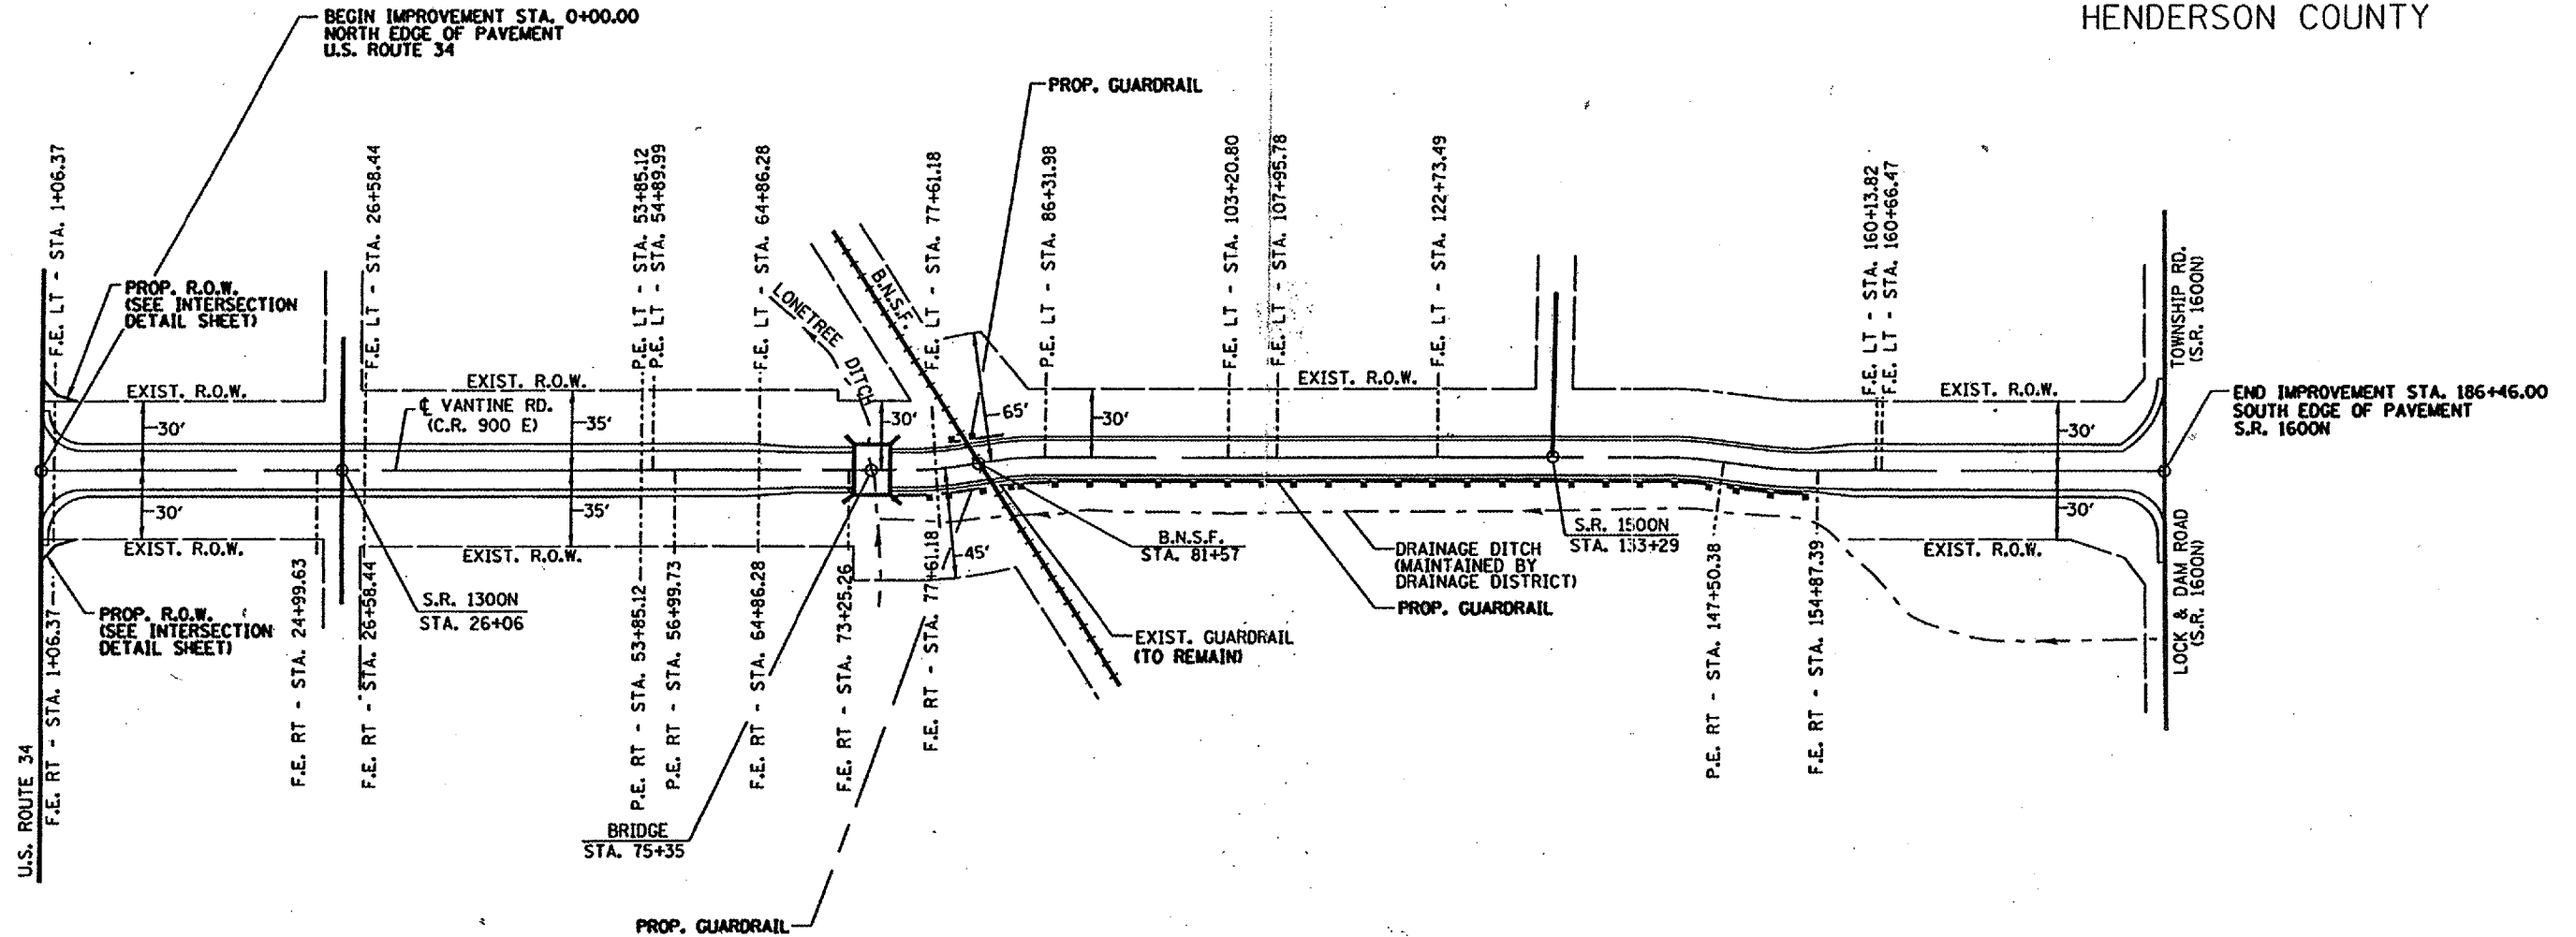 HENDERSON COUNTY
BEGIN IMPROVEMENT STA. 0+00.00
NORTH EDGE OF PAVEMENT
U.S. ROUTE 34
PROP. GUARDRAIL
F.E. LT - STA. 1+06.37
F.E. LT - STA. 26+58.44
P.E. LT - STA. 53+85.12
P.E. LT - STA. 54+89.99
F.E. LT - STA. 64+86.28
F.E. LT - STA. 77+61.18
P.E. LT - STA. 86+31.98
F.E. LT - STA. 103+20.80
F.E. LT - STA. 107+95.78
F.E. LT - STA. 122+73.49
F.E. LT - STA. 160+13.82
F.E. LT - STA. 160+66.47
TOWNSHIP RD.
(S.R. 1600N)
PROP. R.O.W.
(SEE INTERSECTION
DETAIL SHEET)
LONETREE DITCH
B.N.S.F.
EXIST. R.O.W.
EXIST. R.O.W.
EXIST. R.O.W.
EXIST. R.O.W.
℄ VANTINE RD.
(C.R. 900 E)
30'
35'
30'
65'
30'
30'
END IMPROVEMENT STA. 186+46.00
SOUTH EDGE OF PAVEMENT
S.R. 1600N
30'
35'
45'
30'
EXIST. R.O.W.
EXIST. R.O.W.
EXIST. R.O.W.
B.N.S.F.
STA. 81+57
DRAINAGE DITCH
(MAINTAINED BY
DRAINAGE DISTRICT)
PROP. GUARDRAIL
S.R. 1500N
STA. 133+29
S.R. 1300N
STA. 26+06
PROP. R.O.W.
(SEE INTERSECTION
DETAIL SHEET)
EXIST. GUARDRAIL
(TO REMAIN)
LOCK & DAM ROAD
(S.R. 1600N)
U.S. ROUTE 34
F.E. RT - STA. 1+06.37
F.E. RT - STA. 24+99.63
F.E. RT - STA. 26+58.44
P.E. RT - STA. 53+85.12
P.E. RT - STA. 56+99.73
F.E. RT - STA. 64+86.28
F.E. RT - STA. 73+25.26
F.E. RT - STA. 77+61.18
P.E. RT - STA. 147+50.38
F.E. RT - STA. 154+87.39
BRIDGE
STA. 75+35
PROP. GUARDRAIL